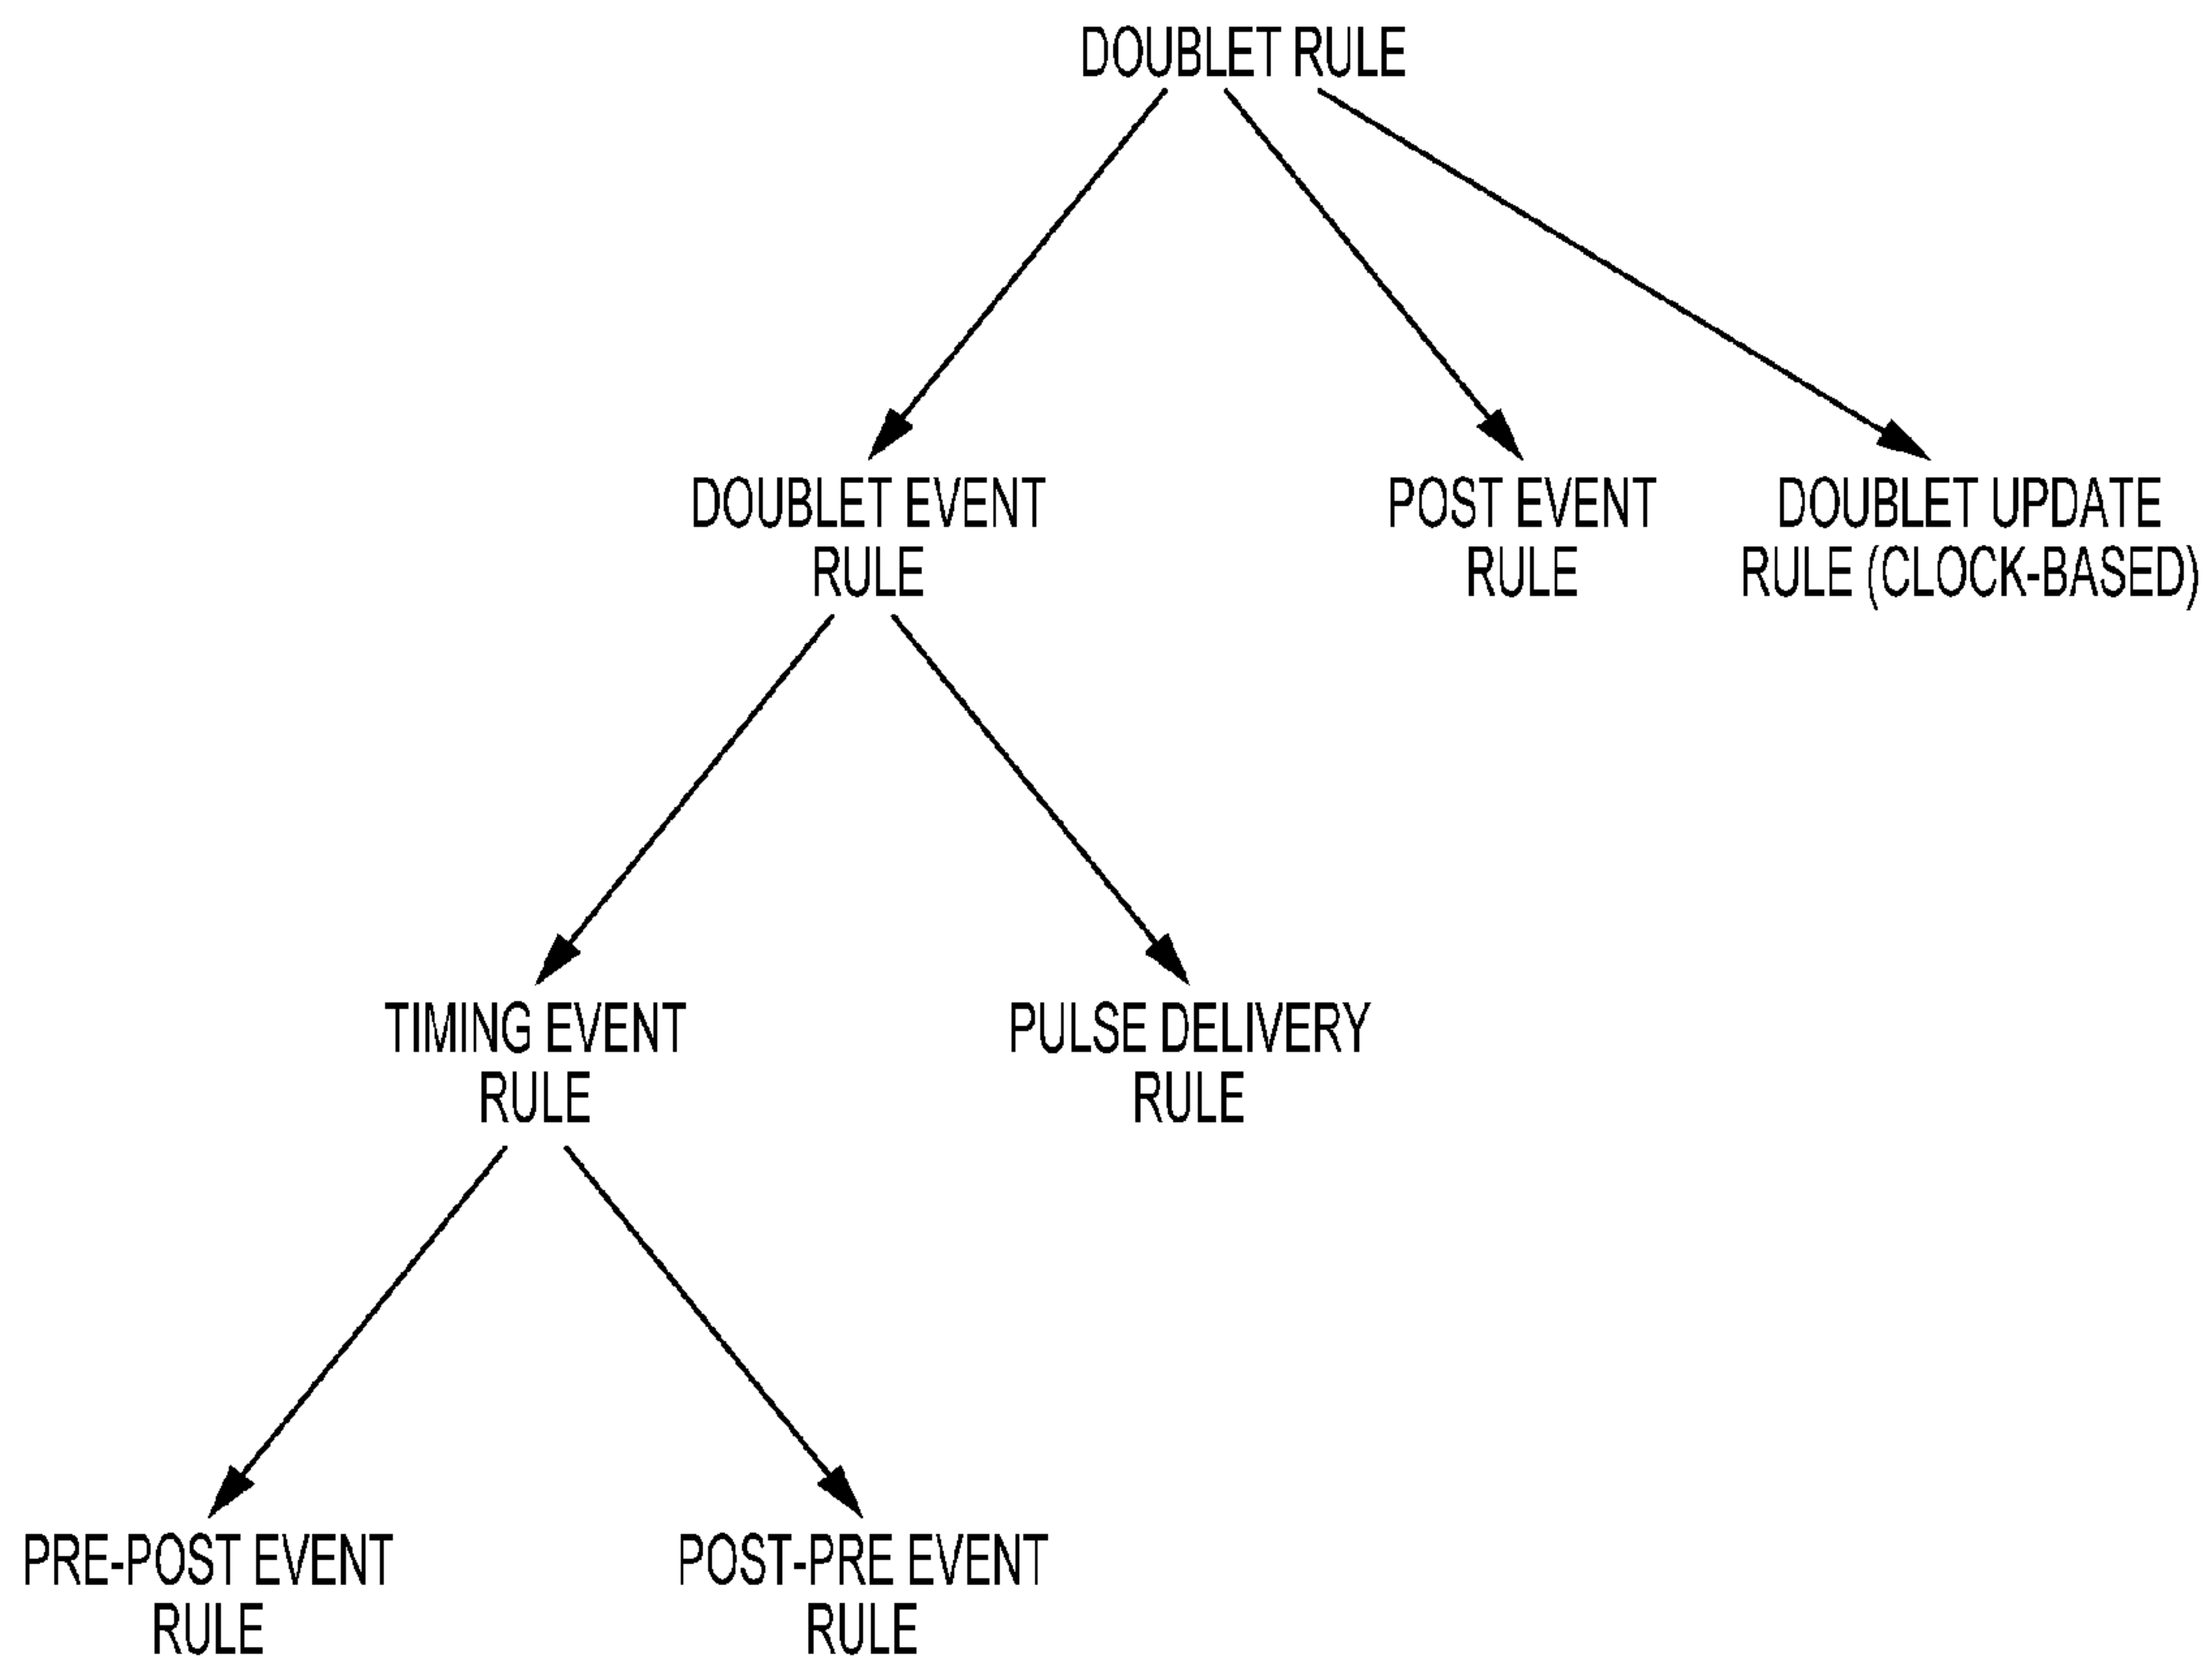 DOUBLET RULE
DOUBLET EVENT
RULE
POST EVENT
RULE
DOUBLET UPDATE
RULE (CLOCK-BASED)
TIMING EVENT
RULE
PULSE DELIVERY
RULE
PRE-POST EVENT
RULE
POST-PRE EVENT
RULE